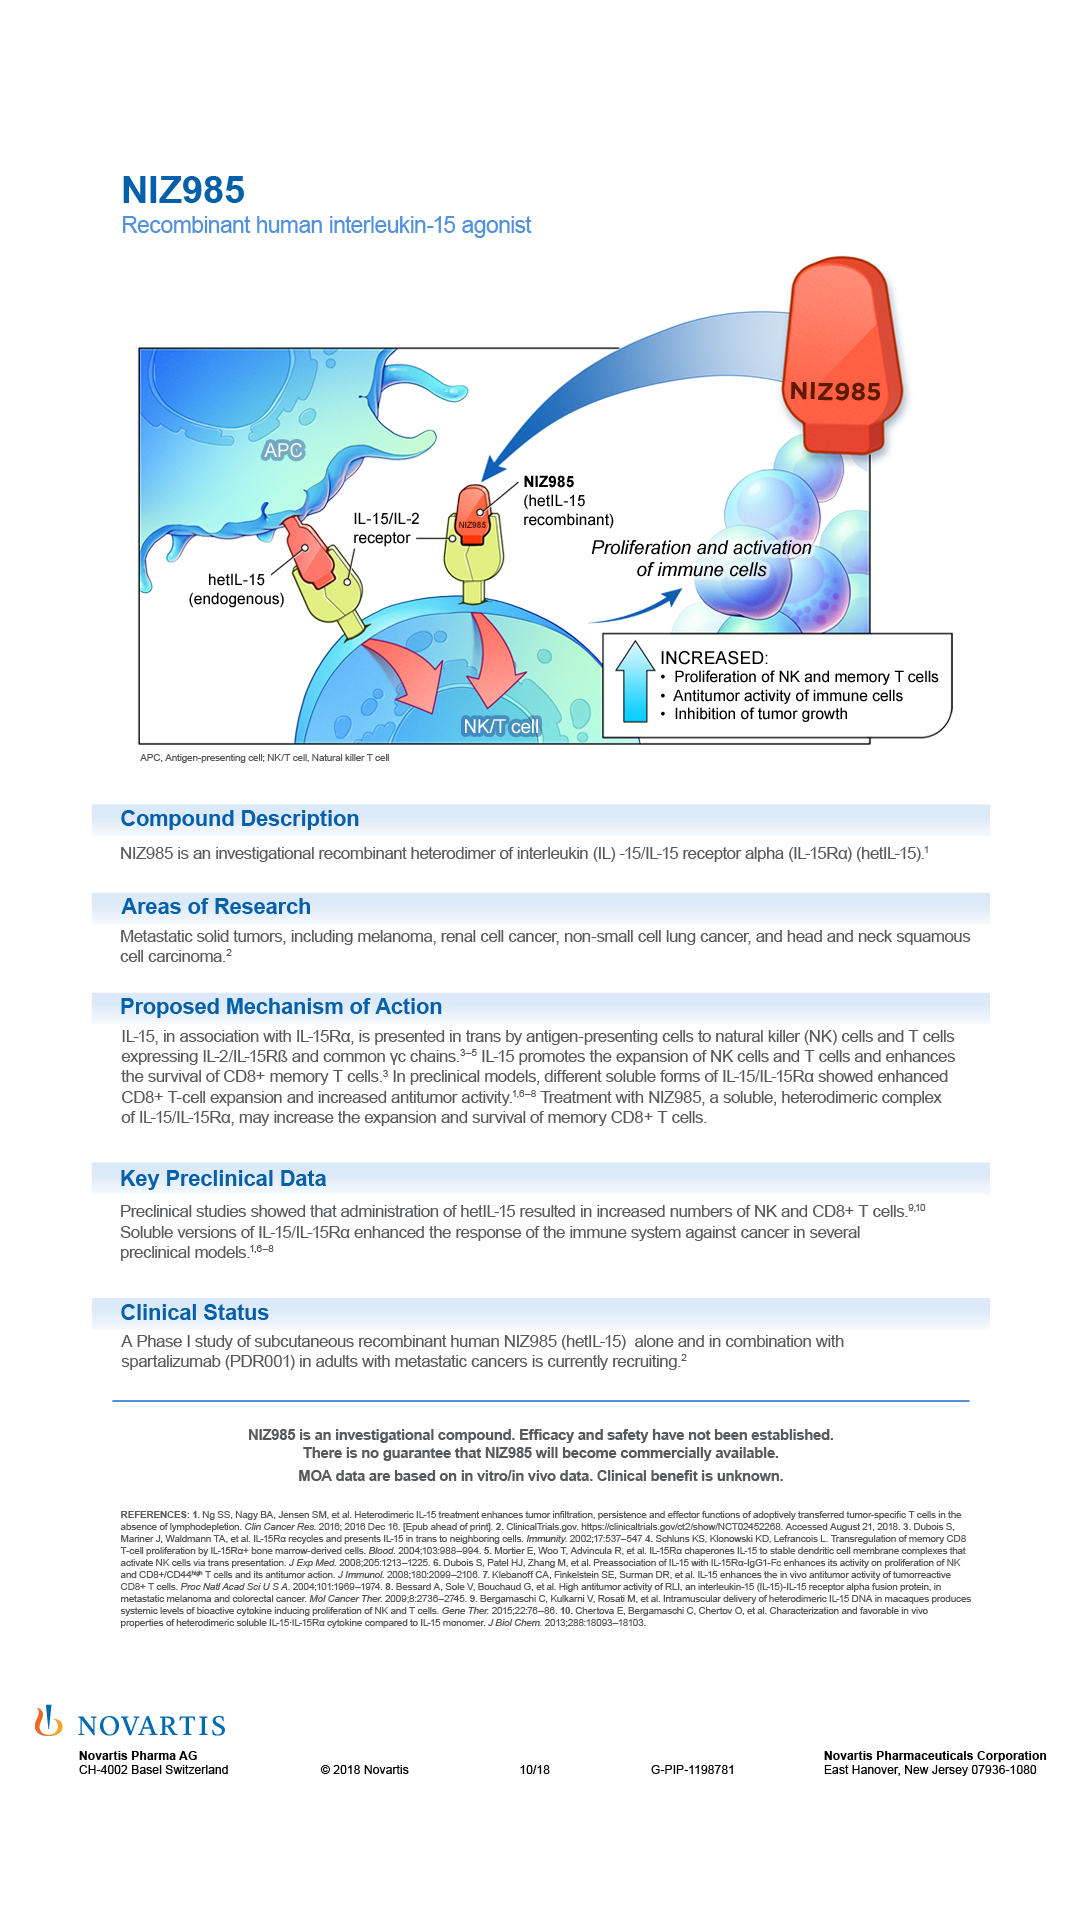 NIZ985
Recombinant human interleukin-15 agonist
NIZ985
APC
NIZ985
(hetIL-15
recombinant)
IL-15/IL-2
receptor
NIZ985
Proliferation and activation
of immune cells
hetIL-15
(endogenous)
INCREASED:
• Proliferation of NK and memory T cells
• Antitumor activity of immune cells
• Inhibition of tumor growth
NK/T cell
APC, Antigen-presenting cell; NK/T cell, Natural killer T cell
Compound Description
NIZ985 is an investigational recombinant heterodimer of interleukin (IL) -15/IL-15 receptor alpha (IL-15Rα) (hetIL-15).¹
Areas of Research
Metastatic solid tumors, including melanoma, renal cell cancer, non-small cell lung cancer, and head and neck squamous
cell carcinoma.²
Proposed Mechanism of Action
IL-15, in association with IL-15Rα, is presented in trans by antigen-presenting cells to natural killer (NK) cells and T cells
expressing IL-2/IL-15Rß and common γc chains.³⁻⁵ IL-15 promotes the expansion of NK cells and T cells and enhances
the survival of CD8+ memory T cells.³ In preclinical models, different soluble forms of IL-15/IL-15Rα showed enhanced
CD8+ T-cell expansion and increased antitumor activity.¹,⁶⁻⁸ Treatment with NIZ985, a soluble, heterodimeric complex
of IL-15/IL-15Rα, may increase the expansion and survival of memory CD8+ T cells.
Key Preclinical Data
Preclinical studies showed that administration of hetIL-15 resulted in increased numbers of NK and CD8+ T cells.⁹,¹⁰
Soluble versions of IL-15/IL-15Rα enhanced the response of the immune system against cancer in several
preclinical models.¹,⁶⁻⁸
Clinical Status
A Phase I study of subcutaneous recombinant human NIZ985 (hetIL-15) alone and in combination with
spartalizumab (PDR001) in adults with metastatic cancers is currently recruiting.²
NIZ985 is an investigational compound. Efficacy and safety have not been established.
There is no guarantee that NIZ985 will become commercially available.
MOA data are based on in vitro/in vivo data. Clinical benefit is unknown.
REFERENCES: 1. Ng SS, Nagy BA, Jensen SM, et al. Heterodimeric IL-15 treatment enhances tumor infiltration, persistence and effector functions of adoptively transferred tumor-specific T cells in the
absence of lymphodepletion. Clin Cancer Res. 2016; 2016 Dec 16. [Epub ahead of print]. 2. ClinicalTrials.gov. https://clinicaltrials.gov/ct2/show/NCT02452268. Accessed August 21, 2018. 3. Dubois S,
Mariner J, Waldmann TA, et al. IL-15Rα recycles and presents IL-15 in trans to neighboring cells. Immunity. 2002;17:537–547 4. Schluns KS, Klonowski KD, Lefrancois L. Transregulation of memory CD8
T-cell proliferation by IL-15Rα+ bone marrow-derived cells. Blood. 2004;103:988–994. 5. Mortier E, Woo T, Advincula R, et al. IL-15Rα chaperones IL-15 to stable dendritic cell membrane complexes that
activate NK cells via trans presentation. J Exp Med. 2008;205:1213–1225. 6. Dubois S, Patel HJ, Zhang M, et al. Preassociation of IL-15 with IL-15Rα-IgG1-Fc enhances its activity on proliferation of NK
and CD8+/CD44ʰⁱᵍʰ T cells and its antitumor action. J Immunol. 2008;180:2099–2106. 7. Klebanoff CA, Finkelstein SE, Surman DR, et al. IL-15 enhances the in vivo antitumor activity of tumorreactive
CD8+ T cells. Proc Natl Acad Sci U S A. 2004;101:1969–1974. 8. Bessard A, Sole V, Bouchaud G, et al. High antitumor activity of RLI, an interleukin-15 (IL-15)-IL-15 receptor alpha fusion protein, in
metastatic melanoma and colorectal cancer. Mol Cancer Ther. 2009;8:2736–2745. 9. Bergamaschi C, Kulkarni V, Rosati M, et al. Intramuscular delivery of heterodimeric IL-15 DNA in macaques produces
systemic levels of bioactive cytokine inducing proliferation of NK and T cells. Gene Ther. 2015;22:76–86. 10. Chertova E, Bergamaschi C, Chertov O, et al. Characterization and favorable in vivo
properties of heterodimeric soluble IL-15·IL-15Rα cytokine compared to IL-15 monomer. J Biol Chem. 2013;288:18093–18103.
NOVARTIS
Novartis Pharma AG
CH-4002 Basel Switzerland
© 2018 Novartis
10/18
G-PIP-1198781
Novartis Pharmaceuticals Corporation
East Hanover, New Jersey 07936-1080